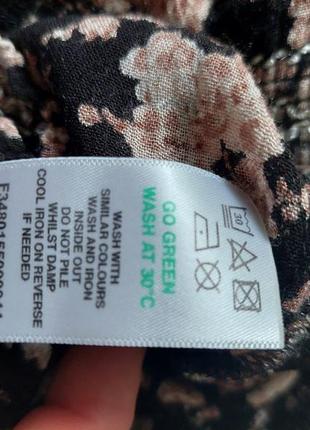 30
GO GREEN
WASH AT 30°C
WASH WITH
SIMILAR COLOURS
WASH AND IRON
INSIDE OUT
DO NOT PILE
WHILST DAMP
COOL IRON ON REVERSE
IF NEEDED